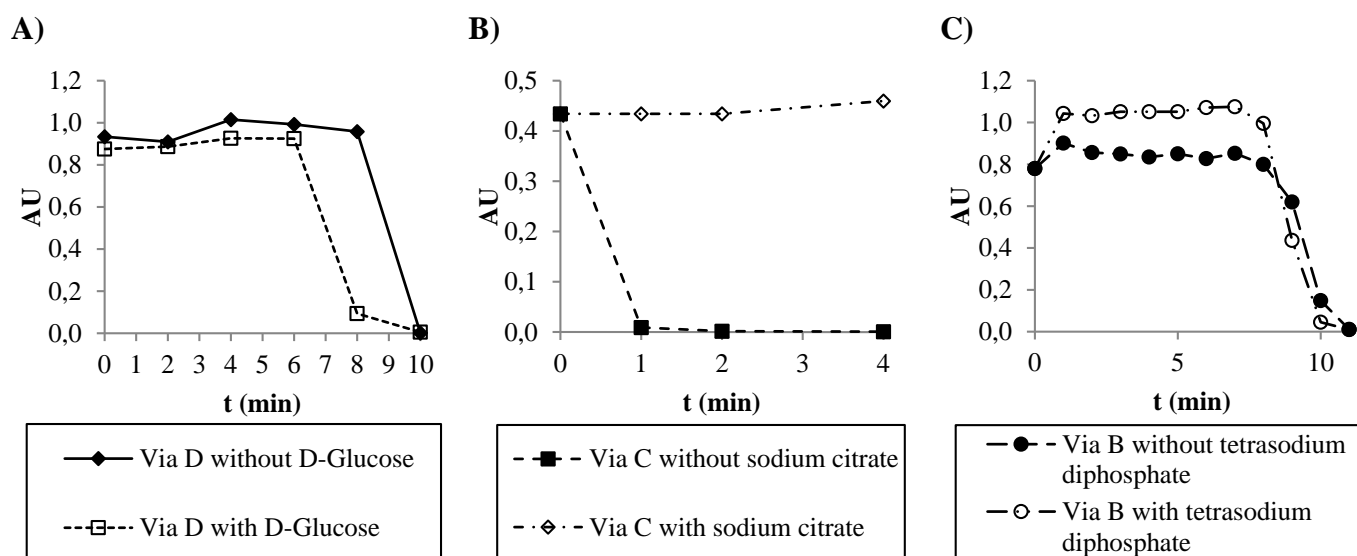 A)
1,2
1,0
0,8
0,6
0,4
0,2
0,0
AU
0 1 2 3 4 5 6 7 8 9 10
t (min)
Via D without D-Glucose
Via D with D-Glucose
B)
0,5
0,4
0,3
0,2
0,1
0,0
AU
0 1 2 3 4
t (min)
Via C without sodium citrate
Via C with sodium citrate
C)
1,2
1,0
0,8
0,6
0,4
0,2
0,0
AU
0 5 10
t (min)
Via B without tetrasodium
diphosphate
Via B with tetrasodium
diphosphate